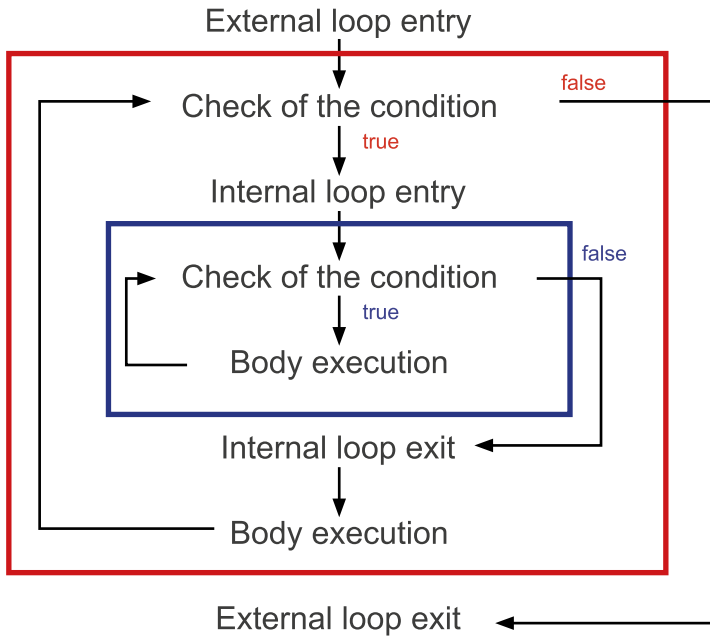 External loop entry
false
Check of the condition
true
Internal loop entry
false
Check of the condition
true
Body execution
Internal loop exit
Body execution
External loop exit